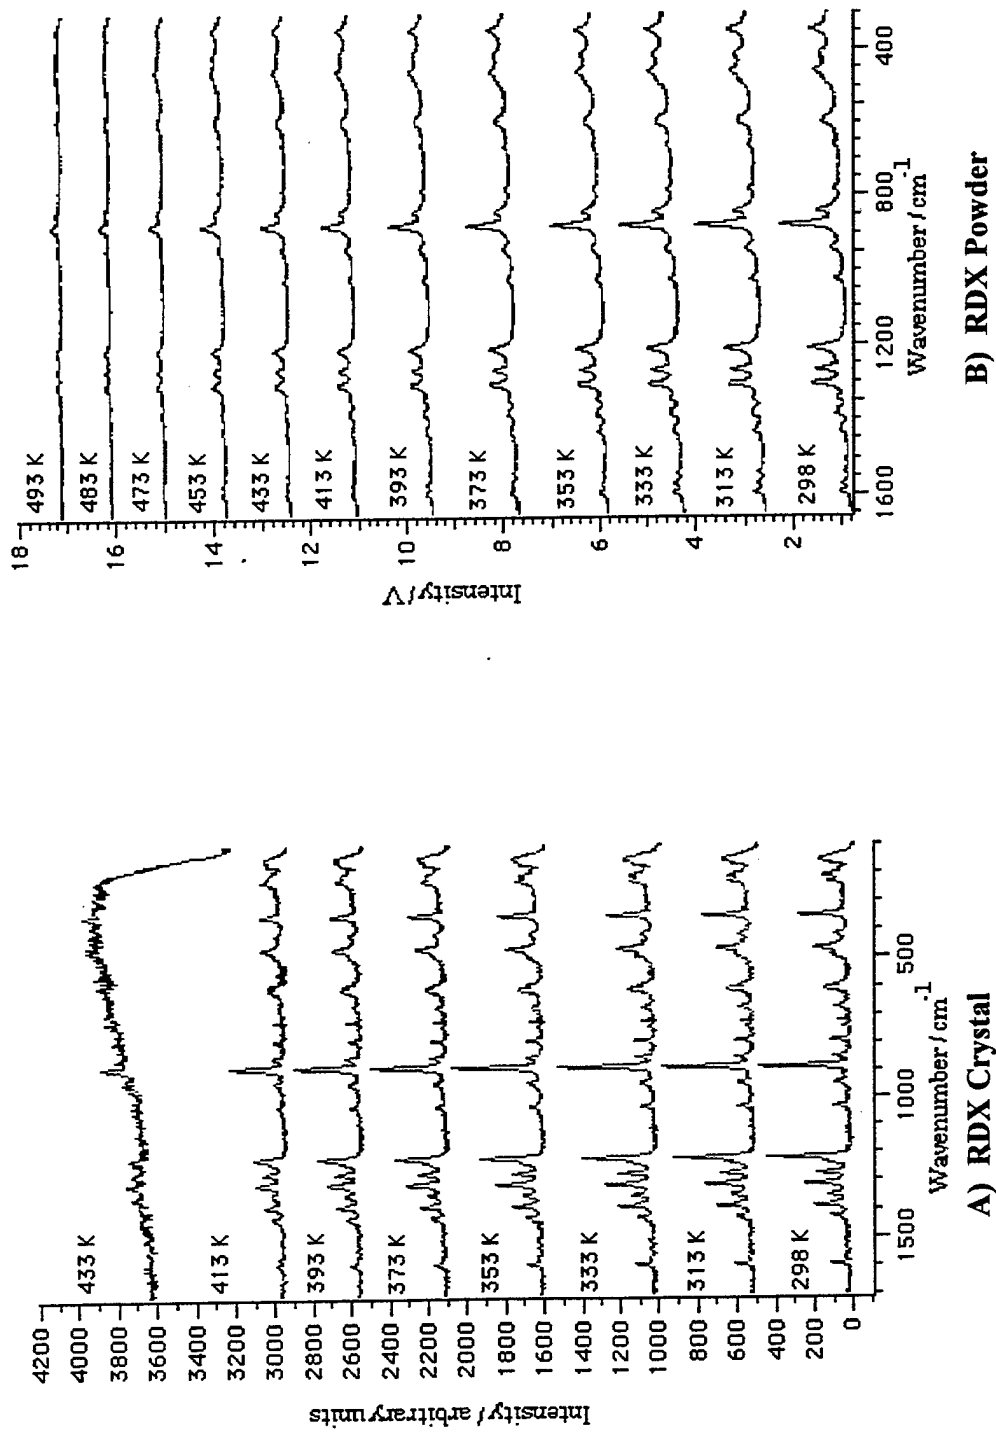 4200
4000
3800
3600
3400
3200
3000
2800
2600
2400
2200
2000
1800
1600
1400
1200
1000
800
600
400
200
0
Intensity/arbitrary units
433 K
413 K
393 K
373 K
353 K
333 K
313 K
298 K
1500
1000
500
Wavenumber/cm-1
A) RDX Crystal
18
16
14
12
10
8
6
4
2
Intensity/V
493 K
483 K
473 K
453 K
433 K
413 K
393 K
373 K
353 K
333 K
313 K
298 K
1600
1200
800
400
Wavenumber/cm-1
B) RDX Powder